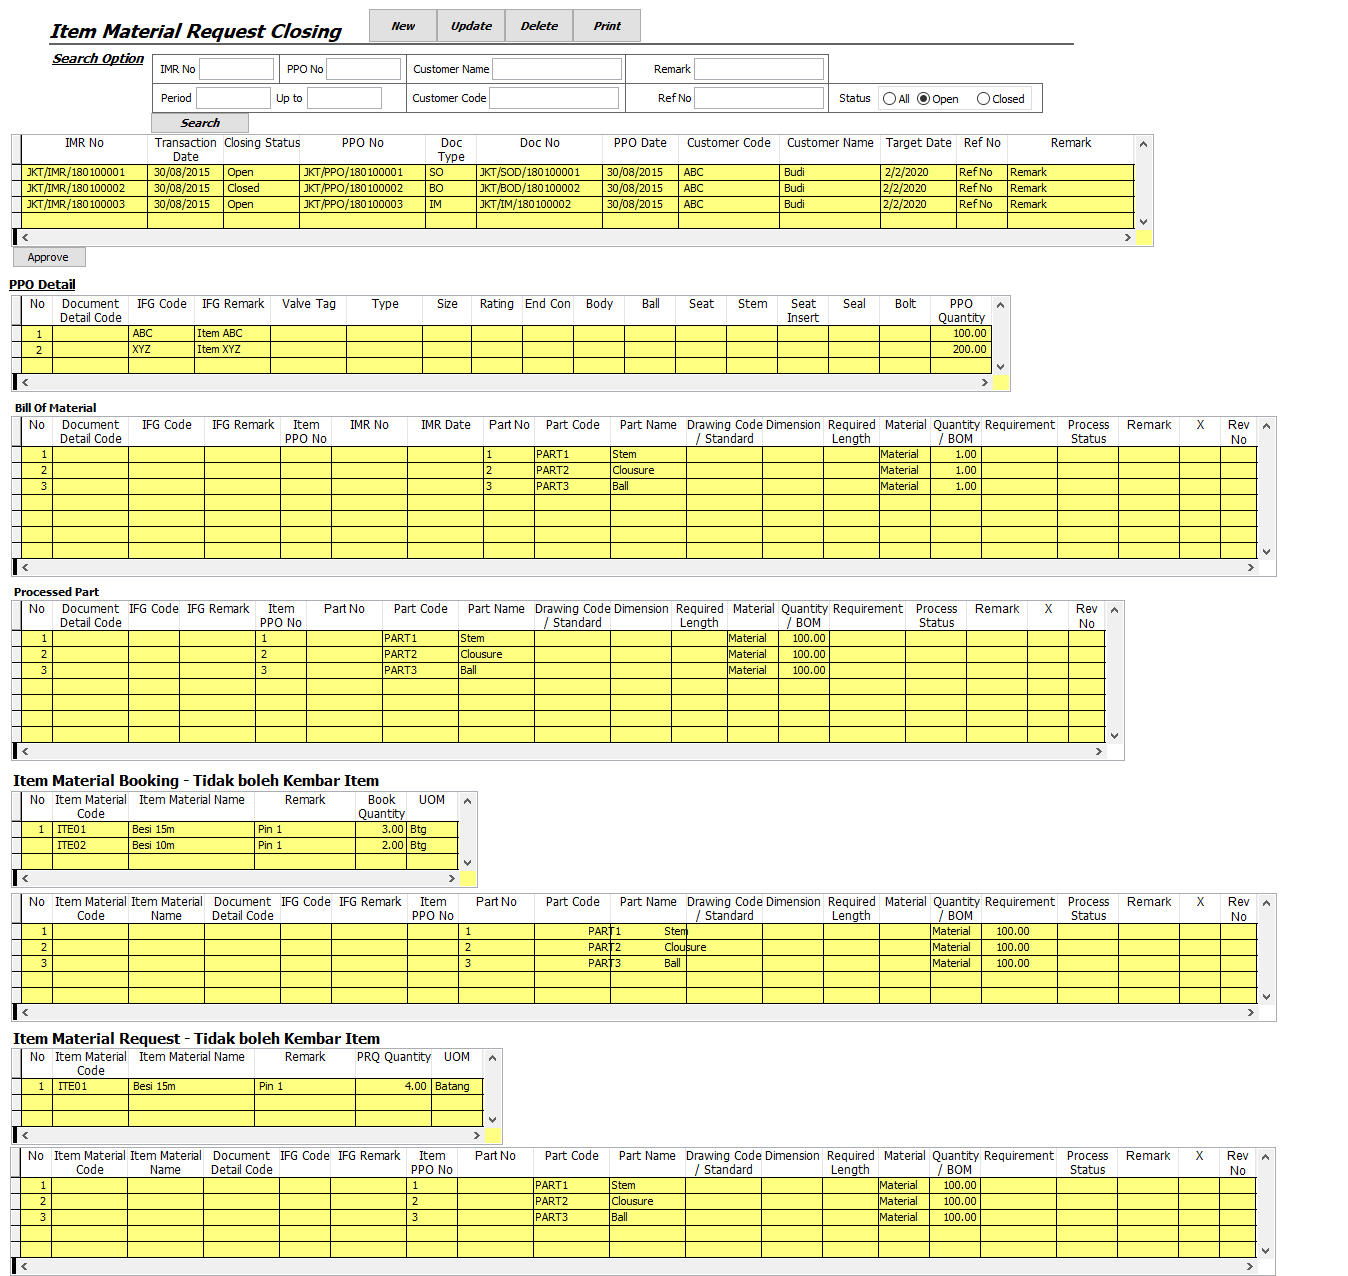 Item Material Request Closing New Update Delete Print
Search Option IMR No PPO No Customer Name Remark
Period Up to Customer Code Ref No Status All Open Closed
Search
IMR No Transaction Date Closing Status PPO No Doc Type Doc No PPO Date Customer Code Customer Name Target Date Ref No Remark
JKT/IMR/180100001 30/08/2015 Open JKT/PPO/180100001 SO JKT/SOD/180100001 30/08/2015 ABC Budi 2/2/2020 Ref No Remark
JKT/IMR/180100002 30/08/2015 Closed JKT/PPO/180100002 BO JKT/BOD/180100002 30/08/2015 ABC Budi 2/2/2020 Ref No Remark
JKT/IMR/180100003 30/08/2015 Open JKT/PPO/180100003 IM JKT/IM/180100002 30/08/2015 ABC Budi 2/2/2020 Ref No Remark
Approve
PPO Detail
No Document Detail Code IFG Code IFG Remark Valve Tag Type Size Rating End Con Body Ball Seat Stem Seat Insert Seal Bolt PPO Quantity
1 ABC Item ABC 100.00
2 XYZ Item XYZ 200.00
Bill Of Material
No Document Detail Code IFG Code IFG Remark Item PPO No IMR No IMR Date Part No Part Code Part Name Drawing Code / Standard Dimension Required Length Material Quantity / BOM Requirement Process Status Remark X Rev No
1 1 PART1 Stem Material 1.00
2 2 PART2 Clousure Material 1.00
3 3 PART3 Ball Material 1.00
Processed Part
No Document Detail Code IFG Code IFG Remark Item PPO No Part No Part Code Part Name Drawing Code / Standard Dimension Required Length Material Quantity / BOM Requirement Process Status Remark X Rev No
1 1 PART1 Stem Material 100.00
2 2 PART2 Clousure Material 100.00
3 3 PART3 Ball Material 100.00
Item Material Booking - Tidak boleh Kembar Item
No Item Material Code Item Material Name Remark Book Quantity UOM
1 ITE01 Besi 15m Pin 1 3.00 Btg
ITE02 Besi 10m Pin 1 2.00 Btg
No Item Material Code Item Material Name Document Detail Code IFG Code IFG Remark Item PPO No Part No Part Code Part Name Drawing Code / Standard Dimension Required Length Material Quantity / BOM Requirement Process Status Remark X Rev No
1 1 PART1 Stem Material 100.00
2 2 PART2 Clousure Material 100.00
3 3 PART3 Ball Material 100.00
Item Material Request - Tidak boleh Kembar Item
No Item Material Code Item Material Name Remark PRQ Quantity UOM
1 ITE01 Besi 15m Pin 1 4.00 Batang
No Item Material Code Item Material Name Document Detail Code IFG Code IFG Remark Item PPO No Part No Part Code Part Name Drawing Code / Standard Dimension Required Length Material Quantity / BOM Requirement Process Status Remark X Rev No
1 1 PART1 Stem Material 100.00
2 2 PART2 Clousure Material 100.00
3 3 PART3 Ball Material 100.00